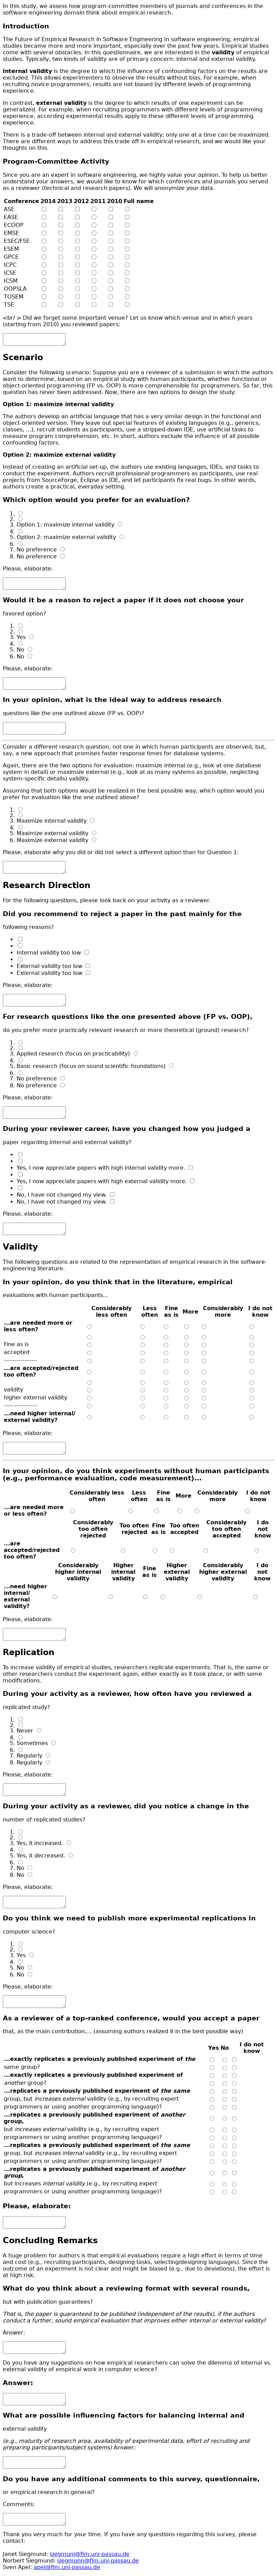 In this study, we assess how program-committee members of journals and conferences in the
software-engineering domain think about empirical research.
Introduction
The Future of Empirical Research in Software Engineering In software engineering, empirical
studies become more and more important, especially over the past few years. Empirical studies
come with several obstacles. In this questionnaire, we are interested in the validity of empirical
studies. Typically, two kinds of validity are of interest: internal and external validity.
Internal validity is the degree to which the influence of confounding factors on the results are
excluded. This allows experimenters to observe the results without bias. For example, when
recruiting novice programmers, results are not biased by different levels of programming
experience.
In contrast, external validity is the degree to which results of one experiment can be
generalized. For example, when recruiting programmers with different levels of programming
experience, the according experimental results apply to these different levels of programming
experience.
There is a trade-off between internal and external validity; only one at a time can be maximized.
There are different ways to address this trade off in empirical research, and we would like your
thoughts on this.
Program-Committee Activity
Since you are an expert in software engineering, we highly value your opinion. To help us better
understand your answers, we would like to know for which conferences and journals you served
as a reviewer (technical/main research papers). We will anonymize your data.
Conference 2014 2013 2012 2011 2010 Full name
ASE
EASE
ECOOP
EMSE
ESEC/FSE
ESEM
GPCE
ICPC
ICSE
ICSM
OOPSLA
TOSEM
TSE
<br/ > Did we forget some important venue? Let us know which venue and in which years
(starting from 2010) you reviewed papers:
Scenario
Consider the following scenario: Suppose you are a reviewer of a submission in which the authors
want to determine, based on an empirical study with human participants, whether functional or
object-oriented programming (FP vs. OOP) is more comprehensible for programmers. So far, this
question has never been addressed. Now, there are two options to design the study:
Option 1: maximize internal validity
The authors develop an artificial language that has a very similar design to the functional and
object-oriented version. They leave out special features of existing languages (e.g., generics,
classes, ...), recruit students as participants, use a stripped down IDE, use artificial tasks to
measure program comprehension, etc. In short, authors exclude the influence of all possible
confounding factors.
Option 2: maximize external validity
Instead of creating an artificial set-up, the authors use existing languages, IDEs, and tasks to
conduct the experiment. Authors recruit professional programmers as participants, use real
projects from SourceForge, Eclipse as IDE, and let participants fix real bugs. In other words,
authors create a practical, everyday setting.
Which option would you prefer for an evaluation?
1.
2.
3. Option 1: maximize internal validity
4.
5. Option 2: maximize external validity
6.
7. No preference
8. No preference
Please, elaborate:
Would it be a reason to reject a paper if it does not choose your
favored option?
1.
2.
3. Yes
4.
5. No
6. No
Please, elaborate:
In your opinion, what is the ideal way to address research
questions like the one outlined above (FP vs. OOP)?
Consider a different research question, not one in which human participants are observed, but,
say, a new approach that promises faster response times for database systems.
Again, there are the two options for evaluation: maximize internal (e.g., look at one database
system in detail) or maximize external (e.g., look at as many systems as possible, neglecting
system-specific details) validity.
Assuming that both options would be realized in the best possible way, which option would you
prefer for evaluation like the one outlined above?
1.
2.
3. Maximize internal validity
4.
5. Maximize external validity
6. Maximize external validity
Please, elaborate why you did or did not select a different option than for Question 1:
Research Direction
For the following questions, please look back on your activity as a reviewer.
Did you recommend to reject a paper in the past mainly for the
following reasons?
Internal validity too low
External validity too low
External validity too low
Please, elaborate:
For research questions like the one presented above (FP vs. OOP),
do you prefer more practically relevant research or more theoretical (ground) research?
1.
2.
3. Applied research (focus on practicability)
4.
5. Basic research (focus on sound scientific foundations)
6.
7. No preference
8. No preference
Please, elaborate:
During your reviewer career, have you changed how you judged a
paper regarding internal and external validity?
Yes, I now appreciate papers with high internal validity more.
Yes, I now appreciate papers with high external validity more.
No, I have not changed my view.
No, I have not changed my view.
Please, elaborate:
Validity
The following questions are related to the representation of empirical research in the software-
engineering literature.
In your opinion, do you think that in the literature, empirical
evaluations with human participants...
Considerably less often Less often Fine as is More Considerably more I do not know
...are needed more or less often?
Fine as is
accepted
-----------------
...are accepted/rejected too often?
validity
higher external validity
-----------------
...need higher internal/ external validity?
Please, elaborate:
In your opinion, do you think experiments without human participants
(e.g., performance evaluation, code measurement)...
Considerably less often Less often Fine as is More Considerably more I do not know
...are needed more or less often?
Considerably too often rejected Too often rejected Fine as is Too often accepted Considerably too often accepted I do not know
...are accepted/rejected too often?
Considerably higher internal validity Higher internal validity Fine as is Higher external validity Considerably higher external validity I do not know
...need higher internal/ external validity?
Please, elaborate:
Replication
To increase validity of empirical studies, researchers replicate experiments. That is, the same or
other researchers conduct the experiment again, either exactly as it took place, or with some
modifications.
During your activity as a reviewer, how often have you reviewed a
replicated study?
1.
2.
3. Never
4.
5. Sometimes
6.
7. Regularly
8. Regularly
Please, elaborate:
During your activity as a reviewer, did you notice a change in the
number of replicated studies?
1.
2.
3. Yes, it increased.
4.
5. Yes, it decreased.
6.
7. No
8. No
Please, elaborate:
Do you think we need to publish more experimental replications in
computer science?
1.
2.
3. Yes
4.
5. No
6. No
Please, elaborate:
As a reviewer of a top-ranked conference, would you accept a paper
that, as the main contribution,... (assuming authors realized it in the best possible way)
Yes No I do not know
...exactly replicates a previously published experiment of the
same group?
...exactly replicates a previously published experiment of
another group?
...replicates a previously published experiment of the same
group, but increases external validity (e.g., by recruiting expert
programmers or using another programming language)?
...replicates a previously published experiment of another
group,
but increases external validity (e.g., by recruiting expert
programmers or using another programming language)?
...replicates a previously published experiment of the same
group, but increases internal validity (e.g., by recruiting expert
programmers or using another programming language)?
...replicates a previously published experiment of another
group,
but increases internal validity (e.g., by recruiting expert
programmers or using another programming language)?
Please, elaborate:
Concluding Remarks
A huge problem for authors is that empirical evaluations require a high effort in terms of time
and cost (e.g., recruiting participants, designing tasks, selecting/designing languages). Since the
outcome of an experiment is not clear and might be biased (e.g., due to deviations), the effort is
at high risk.
What do you think about a reviewing format with several rounds,
but with publication guarantees?
That is, the paper is guaranteed to be published (independent of the results), if the authors
conduct a further, sound empirical evaluation that improves either internal or external validity?
Answer:
Do you have any suggestions on how empirical researchers can solve the dilemma of internal vs.
external validity of empirical work in computer science?
Answer:
What are possible influencing factors for balancing internal and
external validity
(e.g., maturity of research area, availability of experimental data, effort of recruiting and
preparing participants/subject systems) Answer:
Do you have any additional comments to this survey, questionnaire,
or empirical research in general?
Comments:
Thank you very much for your time. If you have any questions regarding this survey, please
contact:
Janet Siegmund: siegmunj@fim.uni-passau.de
Norbert Siegmund: siegmunn@fim.uni-passau.de
Sven Apel: apel@fim.uni-passau.de